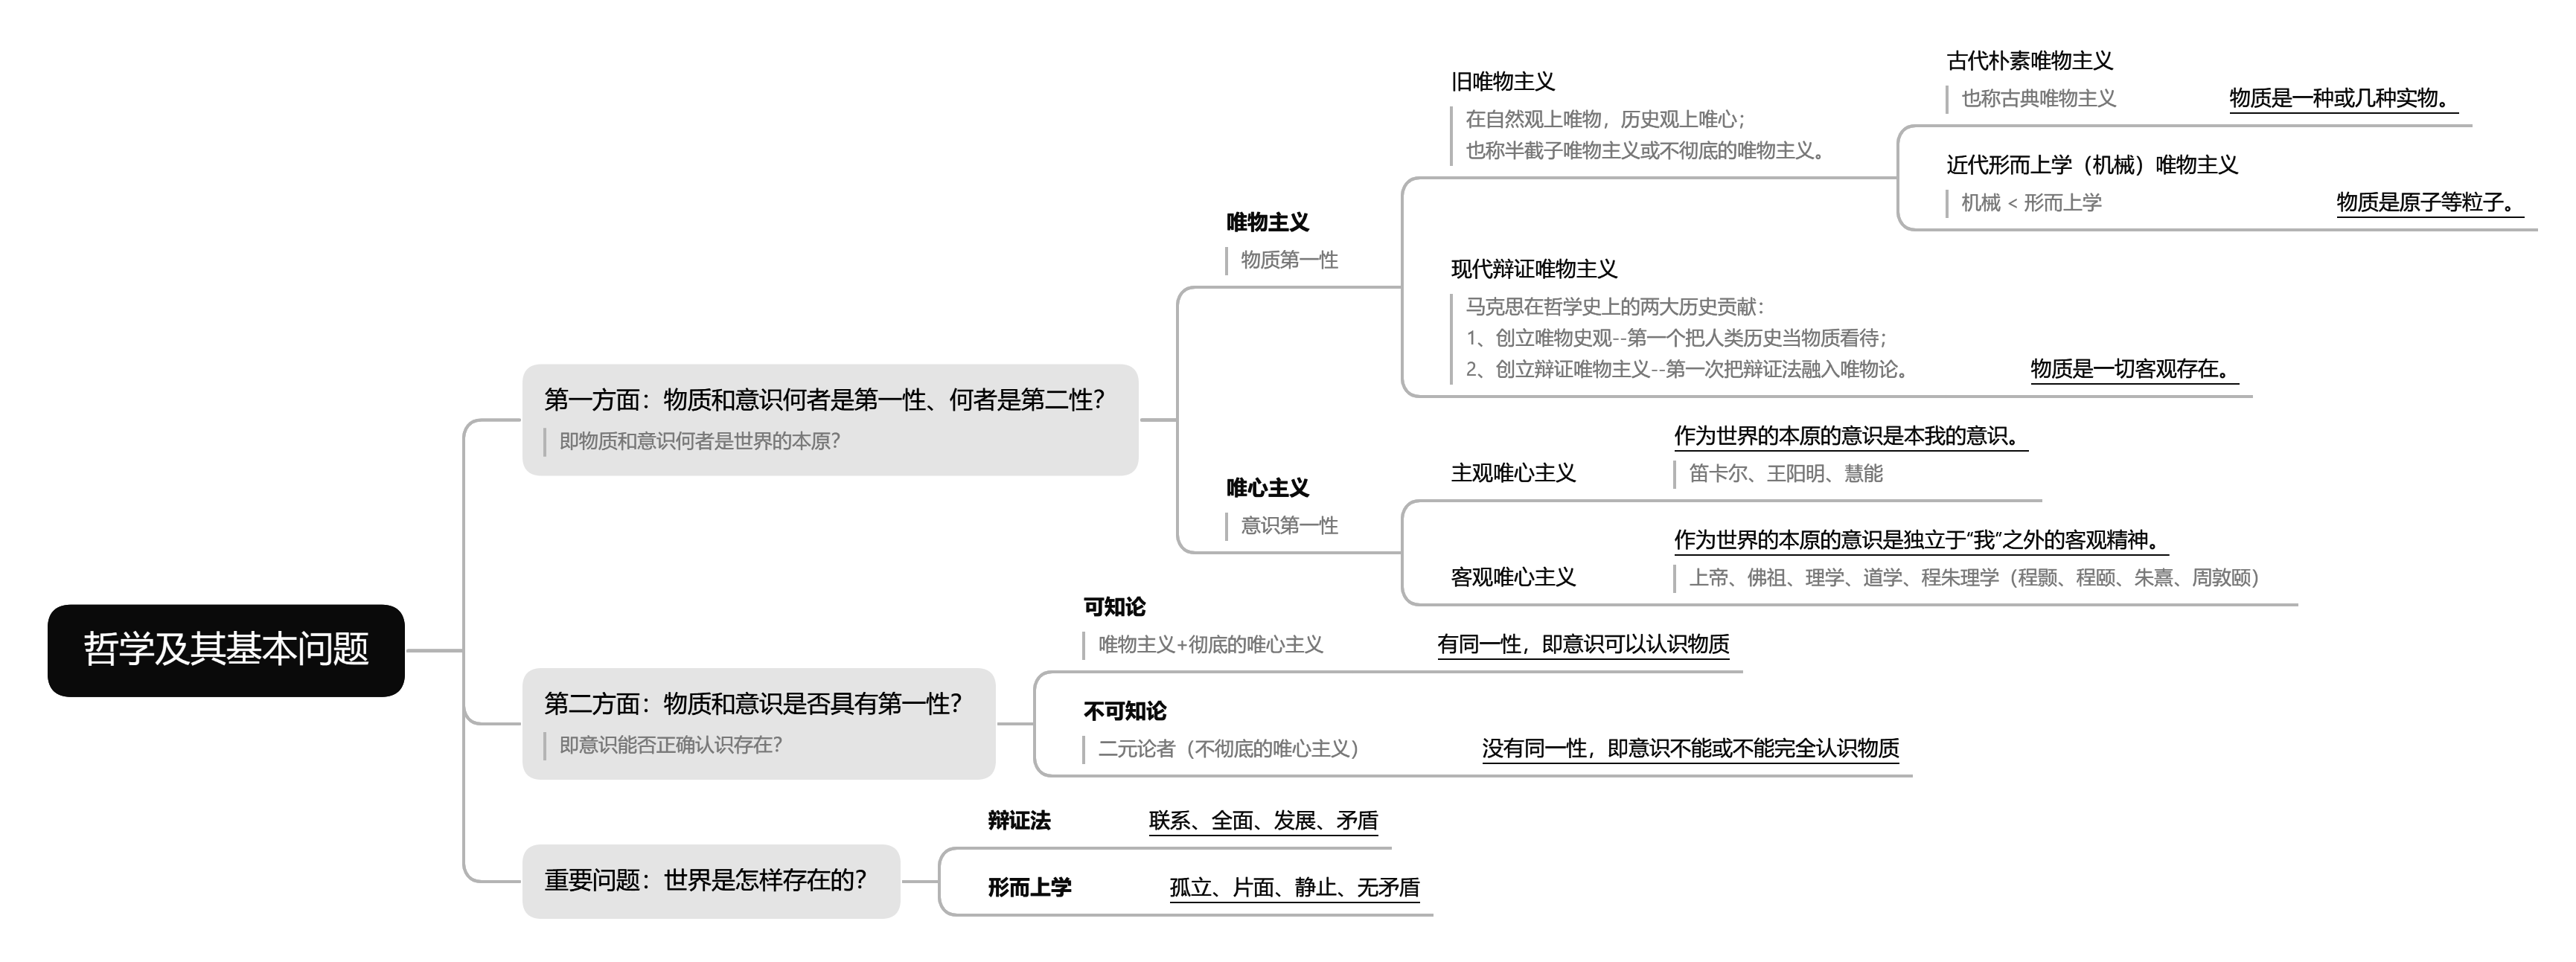 哲学及其基本问题
第一方面：物质和意识何者是第一性、何者是第二性？
即物质和意识何者是世界的本原？
唯物主义
物质第一性
旧唯物主义
在自然观上唯物，历史观上唯心；
也称半截子唯物主义或不彻底的唯物主义。
古代朴素唯物主义
也称古典唯物主义
物质是一种或几种实物。
近代形而上学（机械）唯物主义
机械 < 形而上学
物质是原子等粒子。
现代辩证唯物主义
马克思在哲学史上的两大历史贡献：
1、创立唯物史观--第一个把人类历史当物质看待；
2、创立辩证唯物主义--第一次把辩证法融入唯物论。
物质是一切客观存在。
唯心主义
意识第一性
主观唯心主义
作为世界的本原的意识是本我的意识。
笛卡尔、王阳明、慧能
客观唯心主义
作为世界的本原的意识是独立于“我”之外的客观精神。
上帝、佛祖、理学、道学、程朱理学（程颢、程颐、朱熹、周敦颐）
第二方面：物质和意识是否具有第一性？
即意识能否正确认识存在？
可知论
唯物主义+彻底的唯心主义
有同一性，即意识可以认识物质
不可知论
二元论者（不彻底的唯心主义）
没有同一性，即意识不能或不能完全认识物质
重要问题：世界是怎样存在的？
辩证法
联系、全面、发展、矛盾
形而上学
孤立、片面、静止、无矛盾